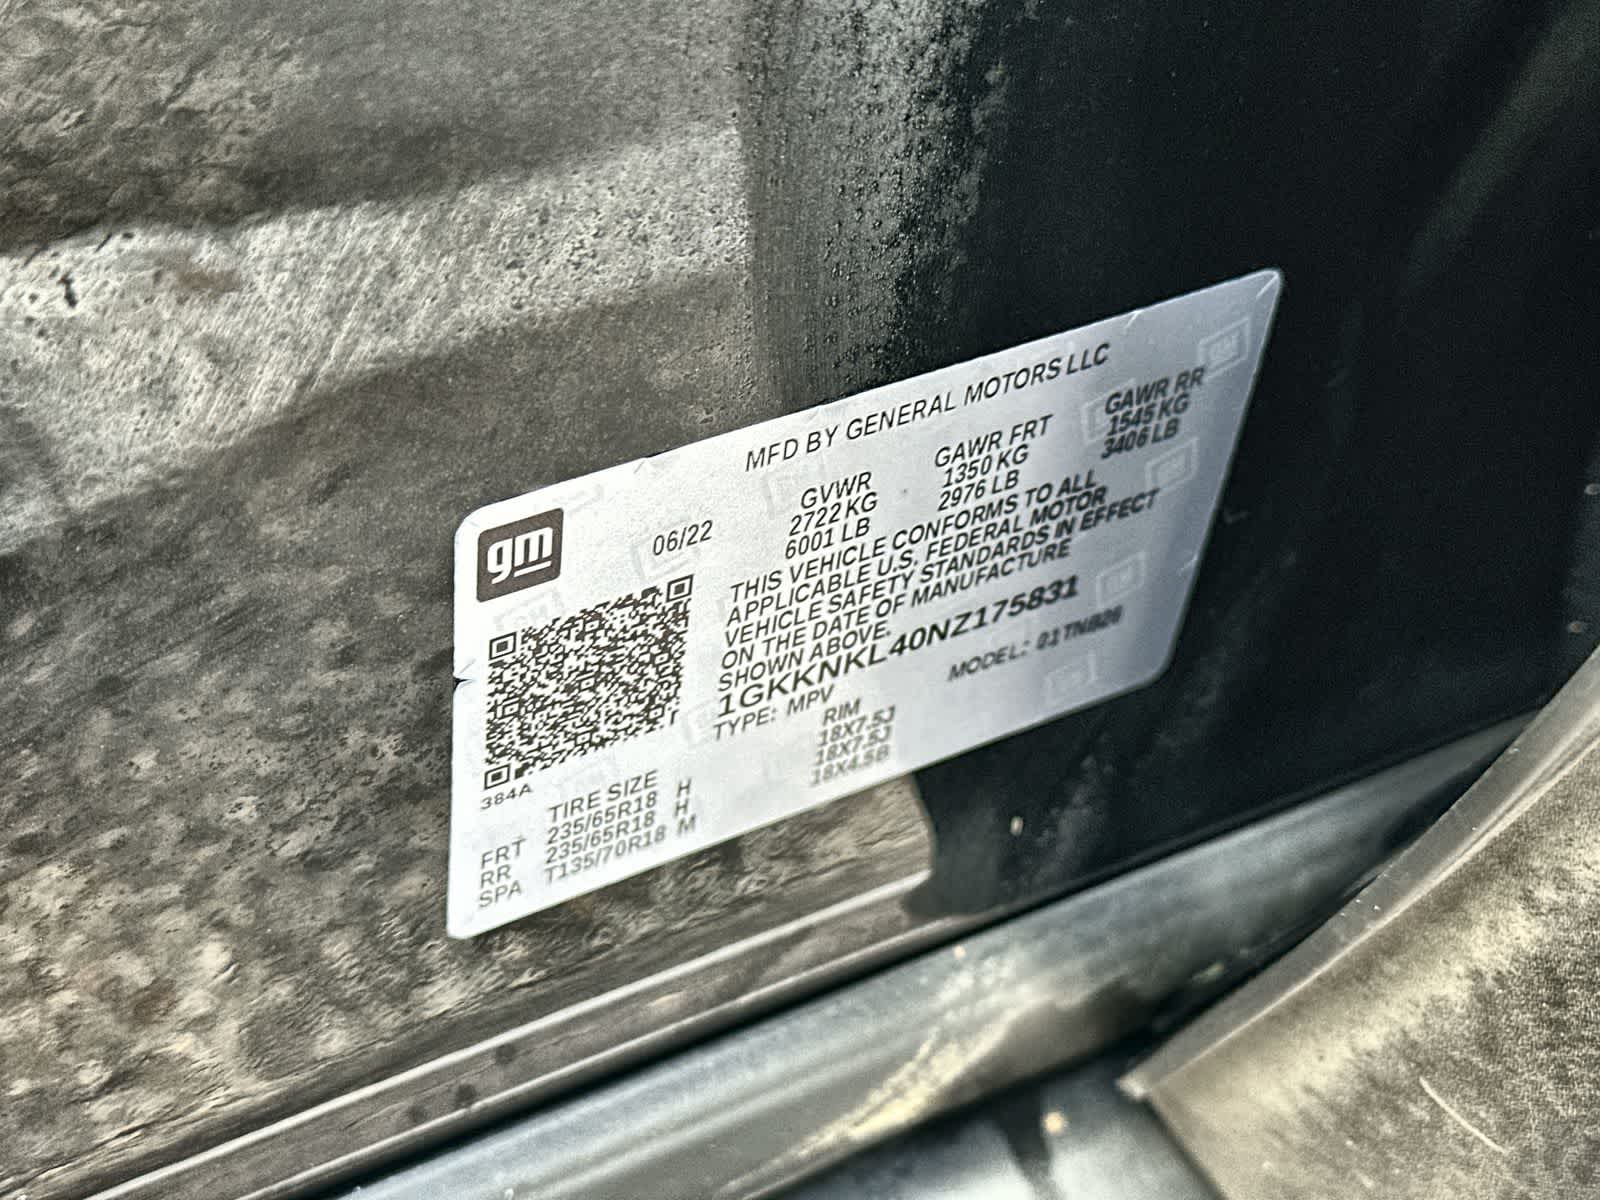 MFD BY GENERAL MOTORS LLC
gm
06/22
GVWR GAWR FRT GAWR RR
2722 KG 1350 KG 1545 KG
6001 LB 2976 LB 3406 LB
THIS VEHICLE CONFORMS TO ALL
APPLICABLE U.S. FEDERAL MOTOR
VEHICLE SAFETY STANDARDS IN EFFECT
ON THE DATE OF MANUFACTURE
SHOWN ABOVE.
1GKKNKL40NZ175831
TYPE: MPV MODEL:
384A
TIRE SIZE RIM
FRT 235/65R18 H 18X7.5J
RR 235/65R18 H 18X7.5J
SPA T135/70R18 M 18X4.5B